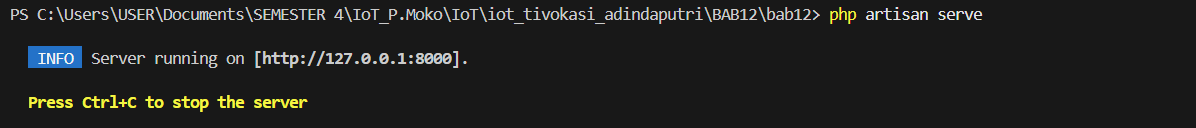 PS C:\Users\USER\Documents\SEMESTER 4\IoT_P.Moko\IoT\iot_tivokasi_adindaputri\BAB12\bab12> php artisan serve
INFO Server running on [http://127.0.0.1:8000].
Press Ctrl+C to stop the server